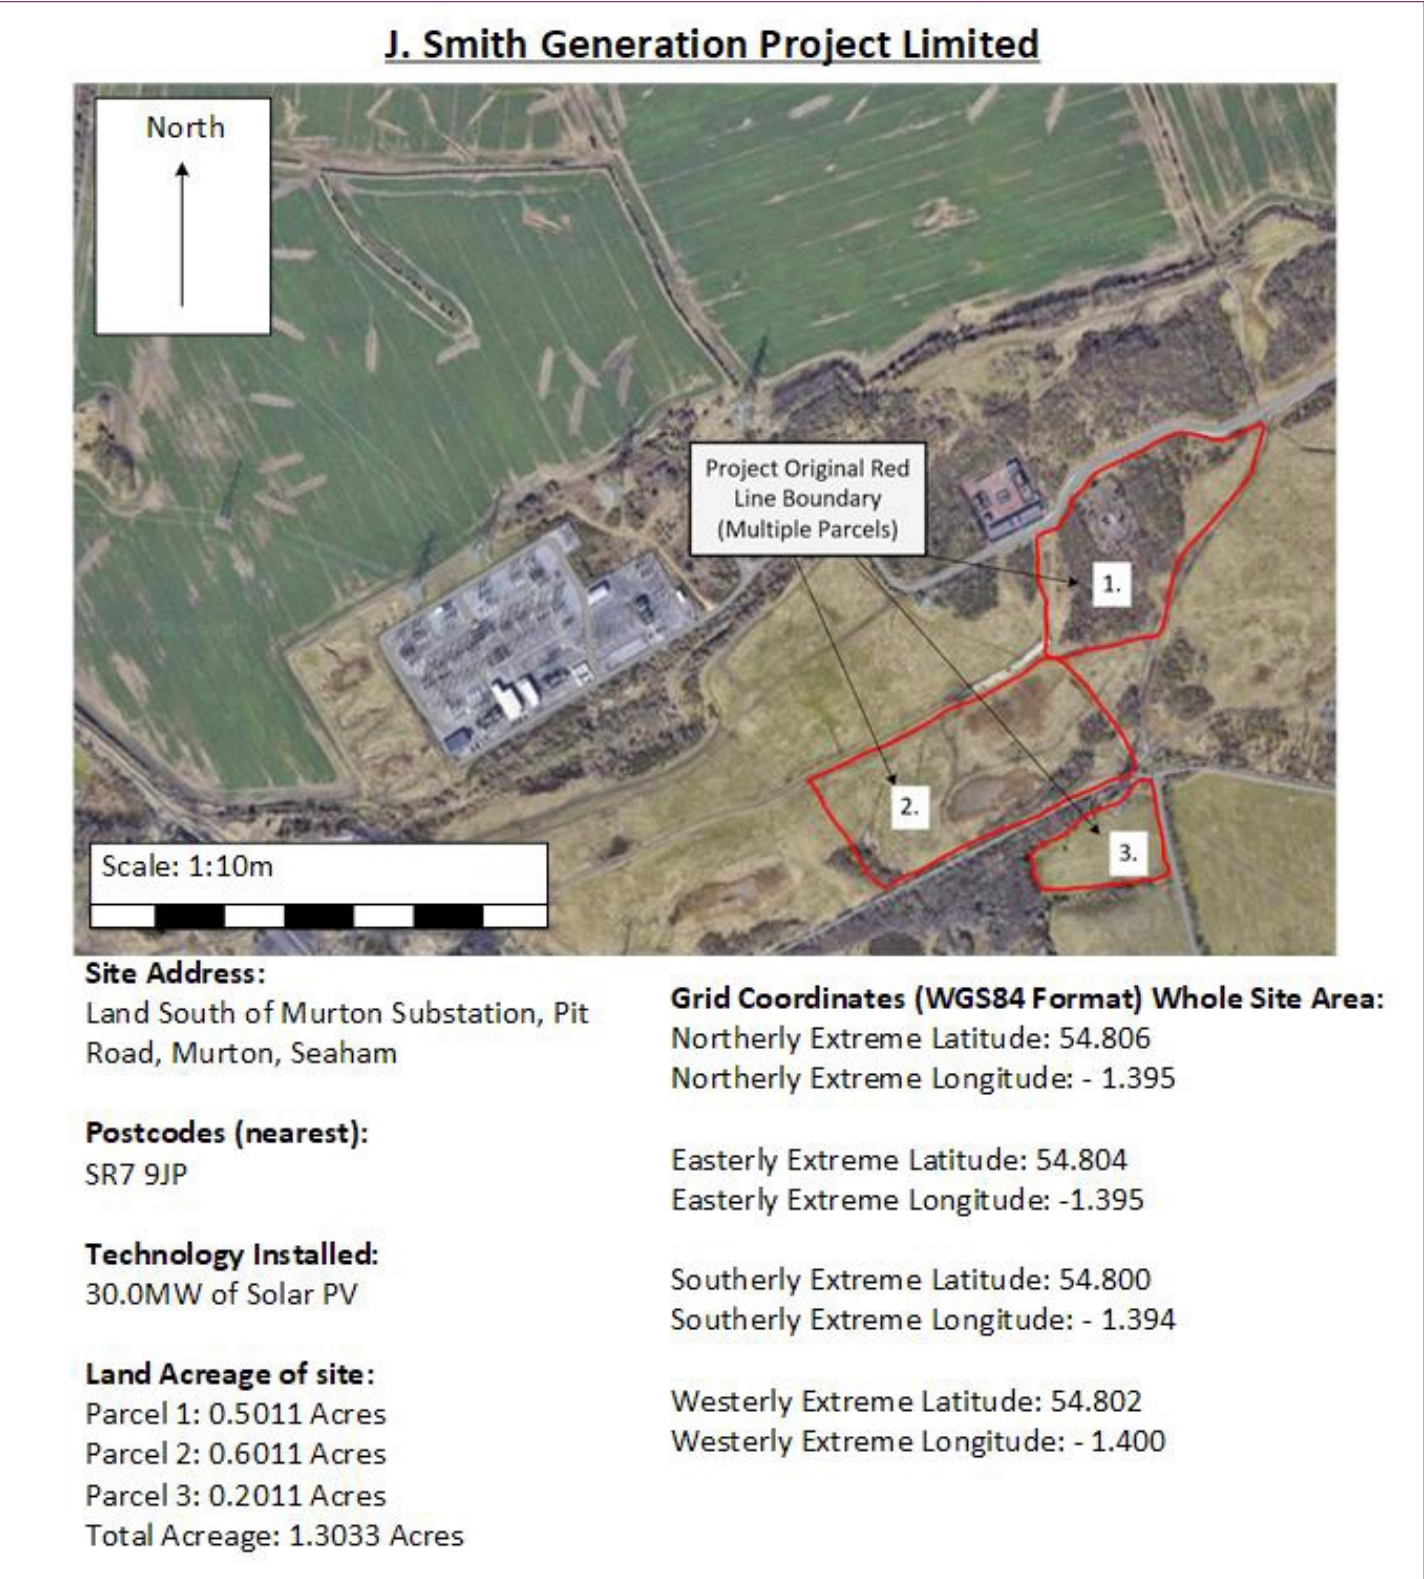 J. Smith Generation Project Limited
North
Project Original Red
Line Boundary
(Multiple Parcels)
1.
2.
3.
Scale: 1:10m
Site Address:
Land South of Murton Substation, Pit
Road, Murton, Seaham
Postcodes (nearest):
SR7 9JP
Technology Installed:
30.0MW of Solar PV
Land Acreage of site:
Parcel 1: 0.5011 Acres
Parcel 2: 0.6011 Acres
Parcel 3: 0.2011 Acres
Total Acreage: 1.3033 Acres
Grid Coordinates (WGS84 Format) Whole Site Area:
Northerly Extreme Latitude: 54.806
Northerly Extreme Longitude: - 1.395
Easterly Extreme Latitude: 54.804
Easterly Extreme Longitude: -1.395
Southerly Extreme Latitude: 54.800
Southerly Extreme Longitude: - 1.394
Westerly Extreme Latitude: 54.802
Westerly Extreme Longitude: - 1.400